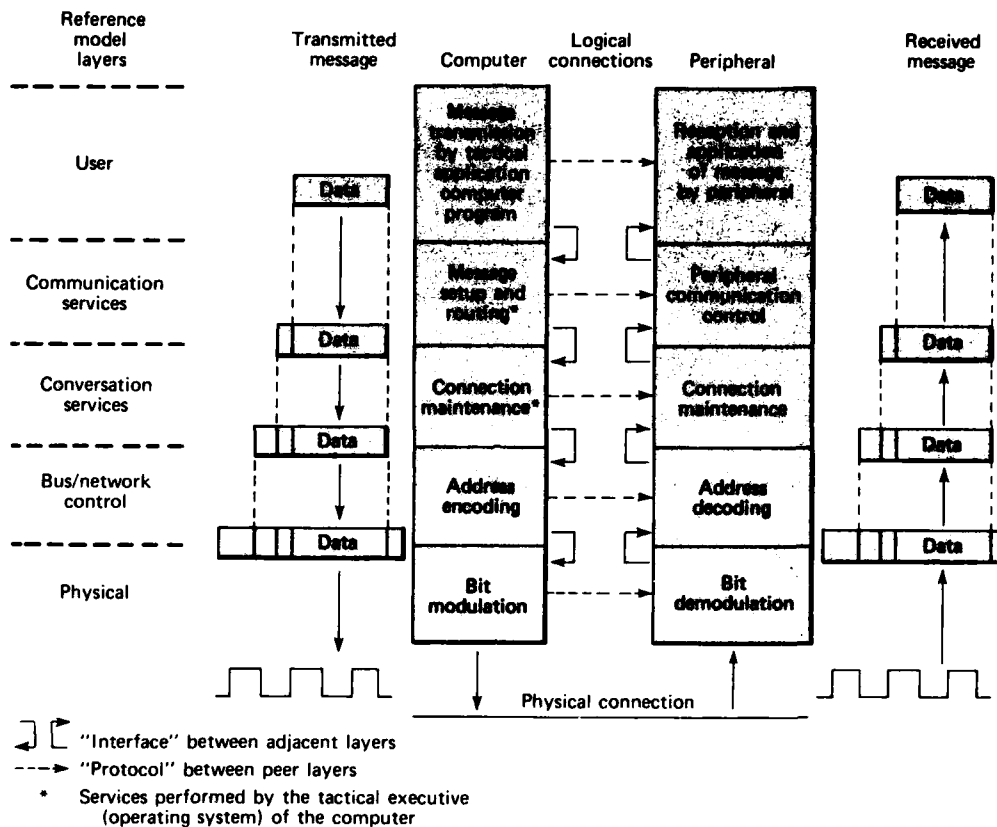 Reference
model
layers
Transmitted
message
Computer
Logical
connections
Peripheral
Received
message
User
Data
Message
transmission
by tactical
application
computer
program
Reception and
application
of message
by peripheral
Data
Communication
services
Data
Message
setup and
routing*
Peripheral
communication
control
Data
Conversation
services
Data
Connection
maintenance*
Connection
maintenance
Data
Bus/network
control
Data
Address
encoding
Address
decoding
Data
Physical
Bit
modulation
Bit
demodulation
Physical connection
"Interface" between adjacent layers
"Protocol" between peer layers
* Services performed by the tactical executive
(operating system) of the computer